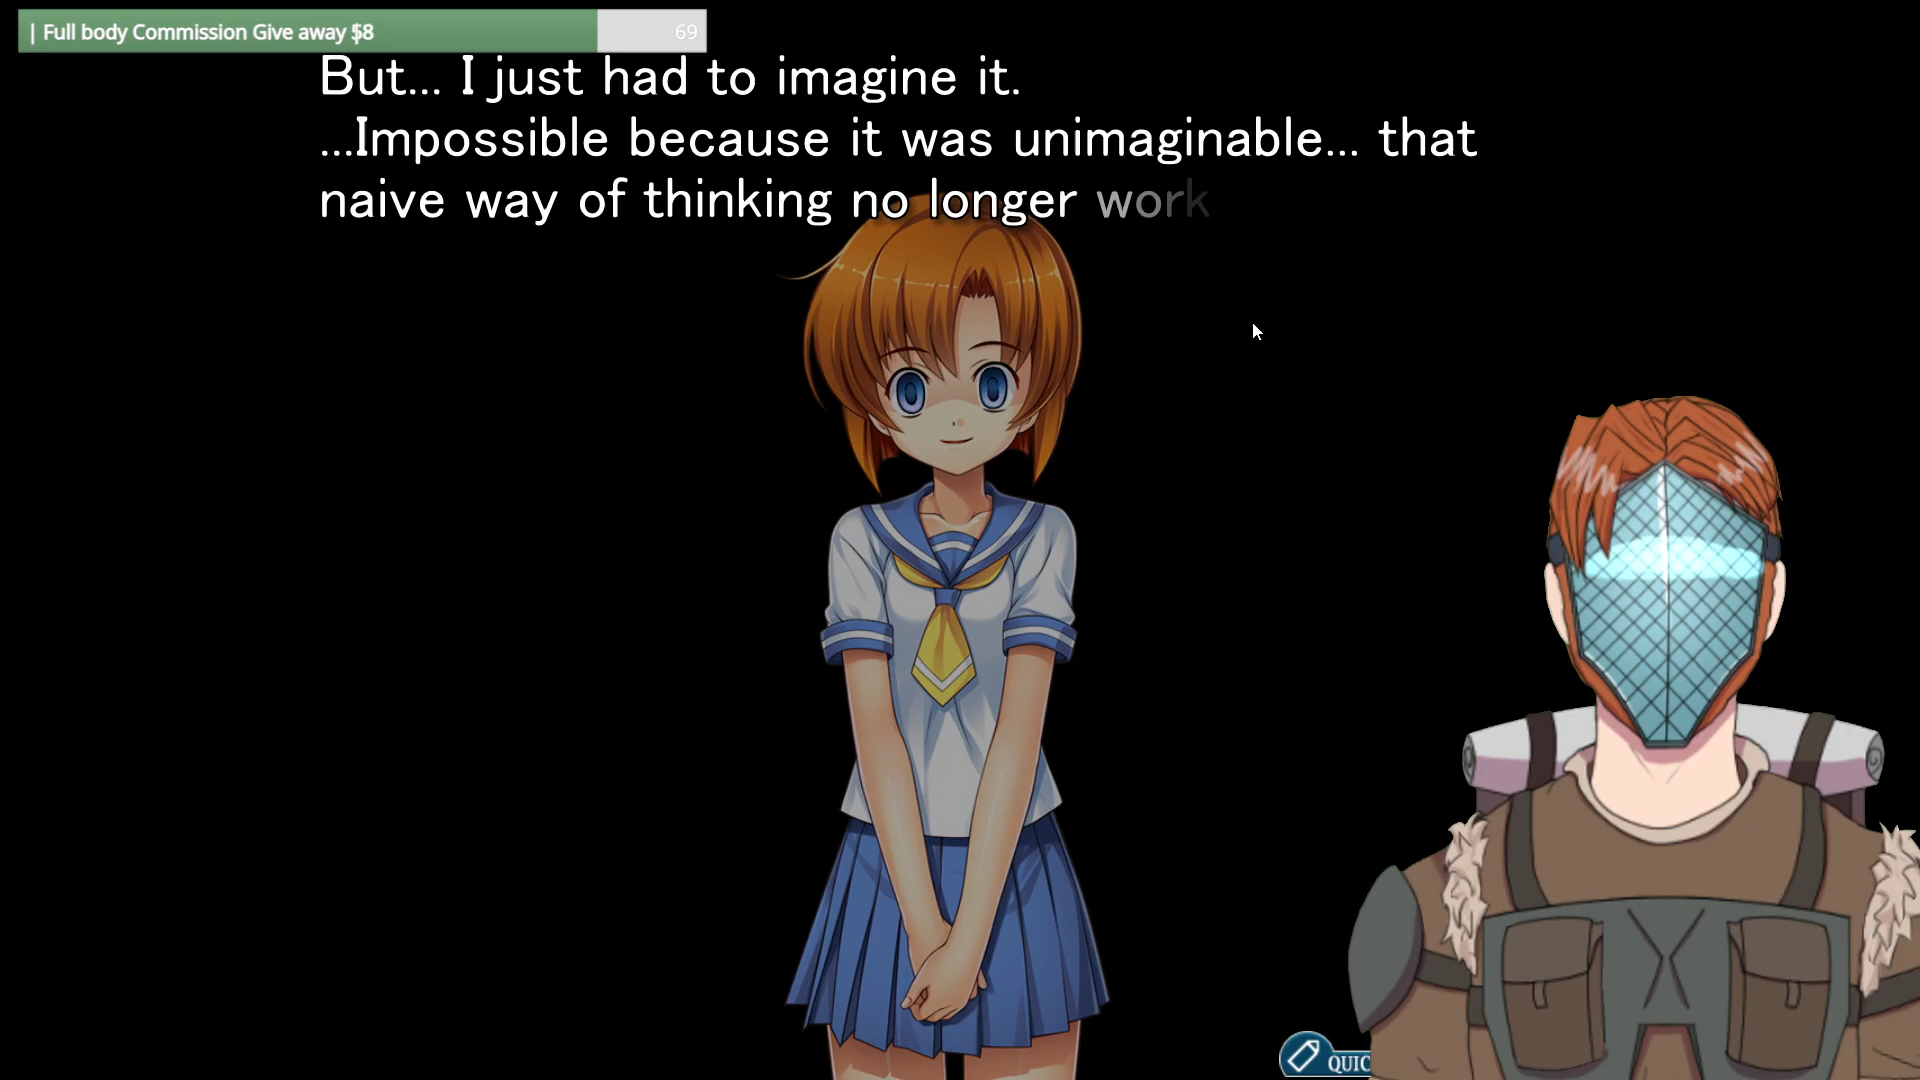 | Full body Commission Give away $8
69
But... I just had to imagine it.
...Impossible because it was unimaginable... that
naive way of thinking no longer work
QUIC